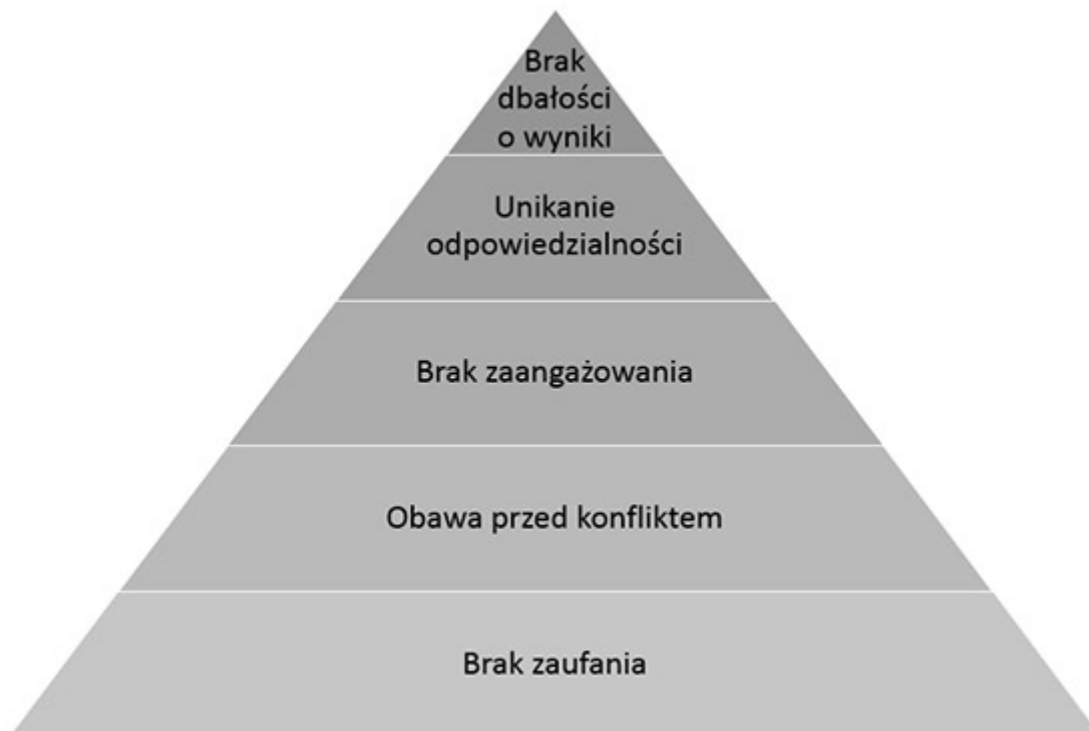 Brak
dbałości
o wyniki
Unikanie
odpowiedzialności
Brak zaangażowania
Obawa przed konfliktem
Brak zaufania